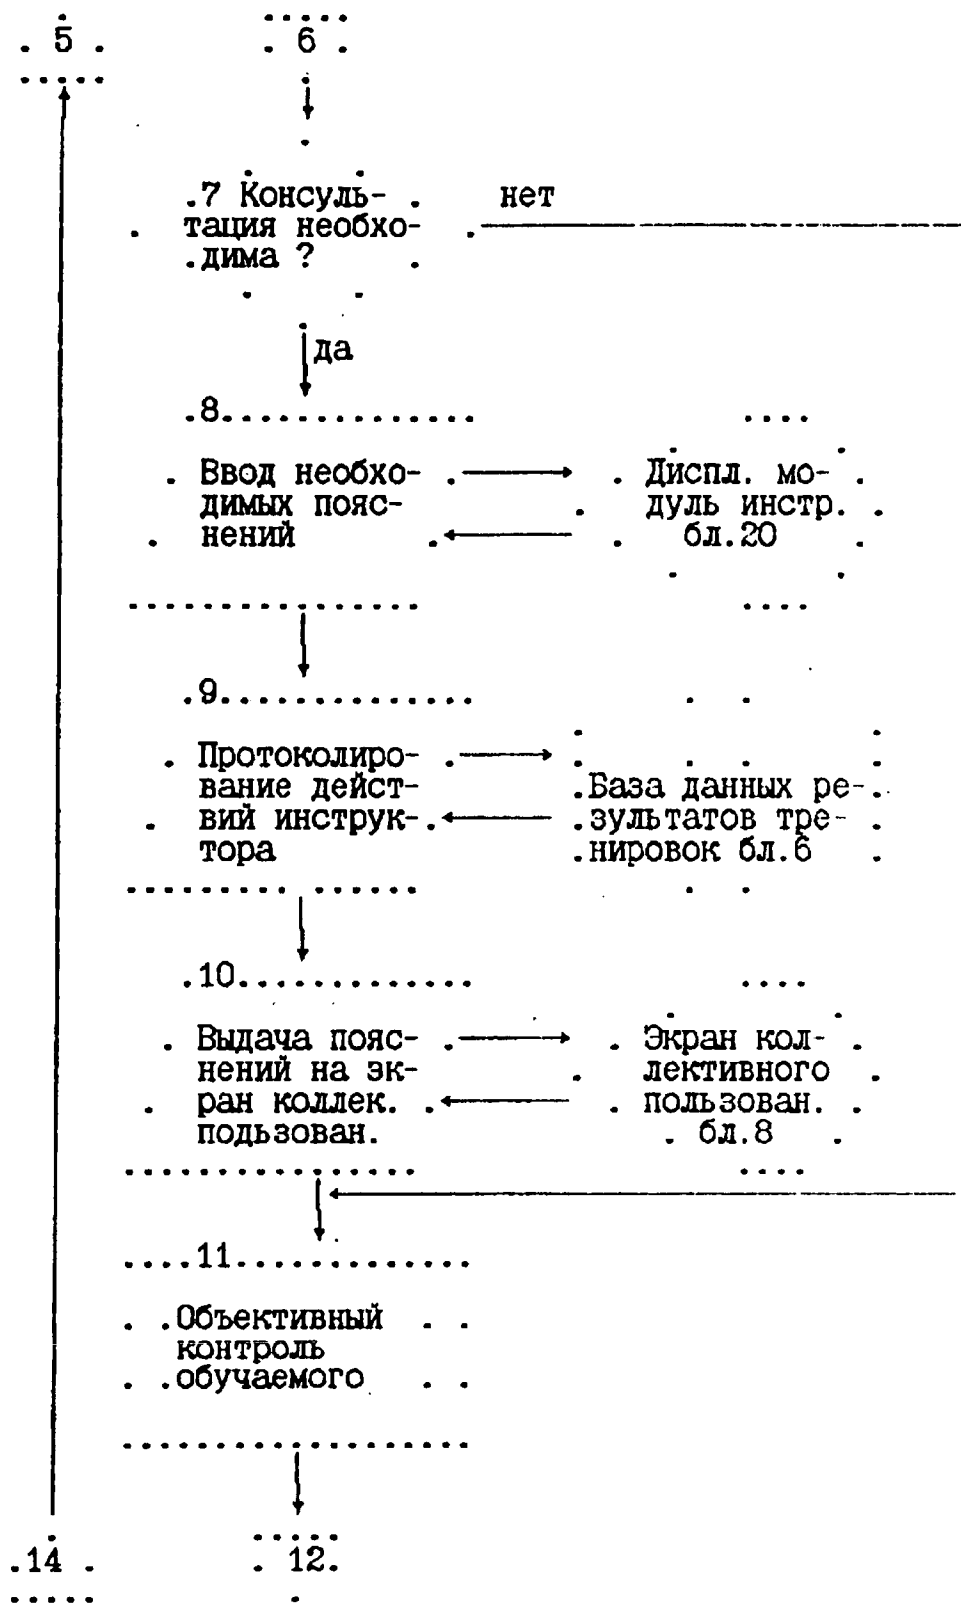 5
6
7 Консуль-
тация необхо-
дима ?
нет
да
8
Ввод необхо-
димых пояс-
нений
Диспл. мо-
дуль инстр.
бл.20
9
Протоколиро-
вание дейст-
вий инструк-
тора
База данных ре-
зультатов тре-
нировок бл.6
10
Выдача пояс-
нений на эк-
ран коллек.
подьзован.
Экран кол-
лективного
пользован.
бл.8
11
Объективный
контроль
обучаемого
14
12